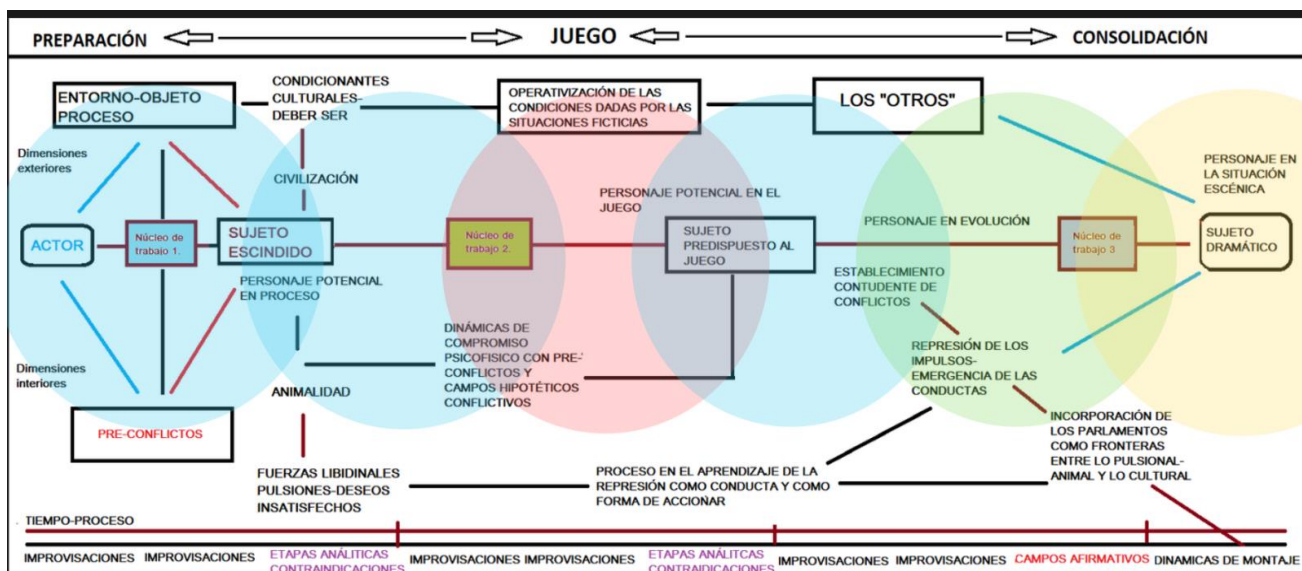 PREPARACIÓN
JUEGO
CONSOLIDACIÓN
ENTORNO-OBJETO
PROCESO
CONDICIONANTES
CULTURALES-
DEBER SER
OPERATIVIZACIÓN DE LAS
CONDICIONES DADAS POR LAS
SITUACIONES FICTICIAS
LOS "OTROS"
Dimensiones
exteriores
CIVILIZACIÓN
PERSONAJE POTENCIAL EN EL
JUEGO
PERSONAJE EN
LA SITUACIÓN
ESCÉNICA
ACTOR
Núcleo de
trabajo 1.
SUJETO
ESCINDIDO
Núcleo de
trabajo 2.
SUJETO
PREDISPUESTO AL
JUEGO
PERSONAJE EN EVOLUCIÓN
Núcleo de
trabajo 3
SUJETO
DRAMÁTICO
PERSONAJE POTENCIAL
EN PROCESO
ESTABLECIMIENTO
CONTUDENTE DE
CONFLICTOS
Dimensiones
interiores
ANIMALIDAD
DINÁMICAS DE
COMPROMISO
PSICOFISICO CON PRE-
CONFLICTOS Y
CAMPOS HIPOTÉTICOS
CONFLICTIVOS
REPRESIÓN DE LOS
IMPULSOS-
EMERGENCIA DE LAS
CONDUCTAS
PRE-CONFLICTOS
FUERZAS LIBIDINALES
PULSIONES-DESEOS
INSATISFECHOS
PROCESO EN EL APRENDIZAJE DE LA
REPRESIÓN COMO CONDUCTA Y COMO
FORMA DE ACCIOÑAR
INCORPORACIÓN DE
LOS PARLAMENTOS
COMO FRONTERAS
ENTRE LO PULSIONAL-
ANIMAL Y LO CULTURAL
TIEMPO-PROCESO
IMPROVISACIONES
IMPROVISACIONES
ETAPAS ANÁLITICAS
CONTRAINDICACIONES
IMPROVISACIONES
IMPROVISACIONES
ETAPAS ANÁLITCAS
CONTRAIDICACIONES
IMPROVISACIONES
IMPROVISACIONES
CAMPOS AFIRMATIVOS
DINAMICAS DE MONTAJE